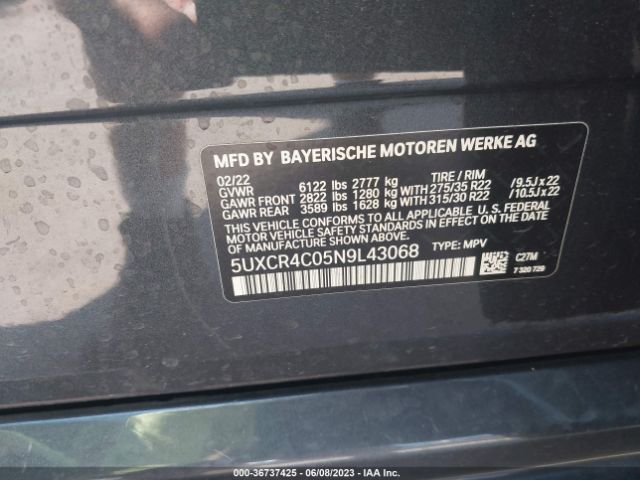 MFD BY BAYERISCHE MOTOREN WERKE AG
02/22 TIRE / RIM
GVWR 6122 lbs 2777 kg
GAWR FRONT 2822 lbs 1280 kg WITH 275/35 R22 /9.5J x 22
GAWR REAR 3589 lbs 1628 kg WITH 315/30 R22 /10.5J x 22
THIS VEHICLE CONFORMS TO ALL APPLICABLE U.S. FEDERAL
MOTOR VEHICLE SAFETY STANDARDS IN EFFECT ON THE DATE
OF MANUFACTURE SHOWN ABOVE.
5UXCR4C05N9L43068 TYPE: MPV
C27M
7 320 729
000-36737425 - 06/08/2023 - IAA Inc.